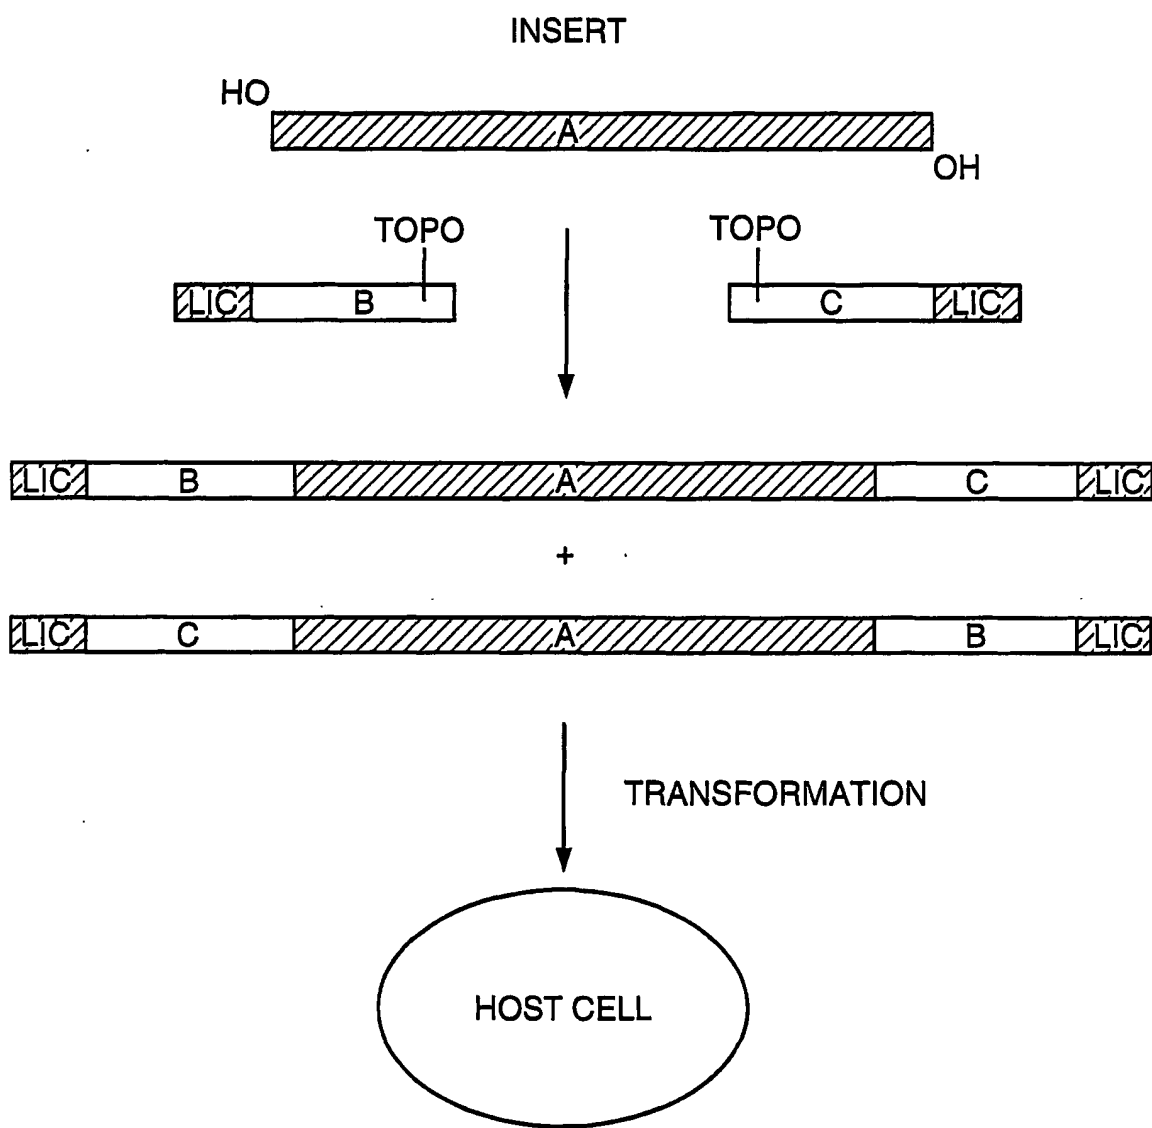 INSERT
HO
A
OH
TOPO TOPO
LIC B C LIC
LIC B A C LIC
+
LIC C A B LIC
TRANSFORMATION
HOST CELL